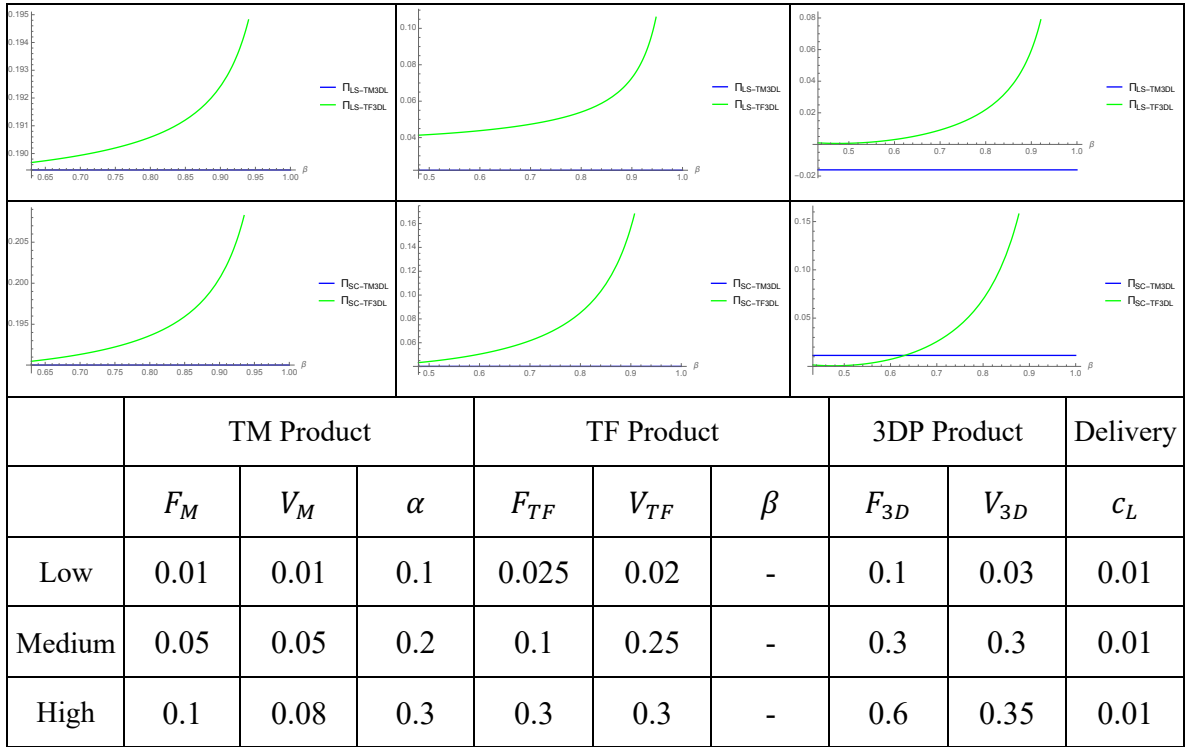 0.195
0.194
0.193
0.192
0.191
0.190
0.65 0.70 0.75 0.80 0.85 0.90 0.95 1.00
β
Π_LS-TM3DL
Π_LS-TF3DL
0.10
0.08
0.06
0.04
0.5 0.6 0.7 0.8 0.9 1.0
β
Π_LS-TM3DL
Π_LS-TF3DL
0.08
0.06
0.04
0.02
-0.02
0.5 0.6 0.7 0.8 0.9 1.0
β
Π_LS-TM3DL
Π_LS-TF3DL
0.205
0.200
0.195
0.65 0.70 0.75 0.80 0.85 0.90 0.95 1.00
β
Π_SC-TM3DL
Π_SC-TF3DL
0.16
0.14
0.12
0.10
0.08
0.06
0.5 0.6 0.7 0.8 0.9 1.0
β
Π_SC-TM3DL
Π_SC-TF3DL
0.15
0.10
0.05
0.5 0.6 0.7 0.8 0.9 1.0
β
Π_SC-TM3DL
Π_SC-TF3DL
TM Product TF Product 3DP Product Delivery
F_M V_M α F_TF V_TF β F_3D V_3D c_L
Low 0.01 0.01 0.1 0.025 0.02 - 0.1 0.03 0.01
Medium 0.05 0.05 0.2 0.1 0.25 - 0.3 0.3 0.01
High 0.1 0.08 0.3 0.3 0.3 - 0.6 0.35 0.01